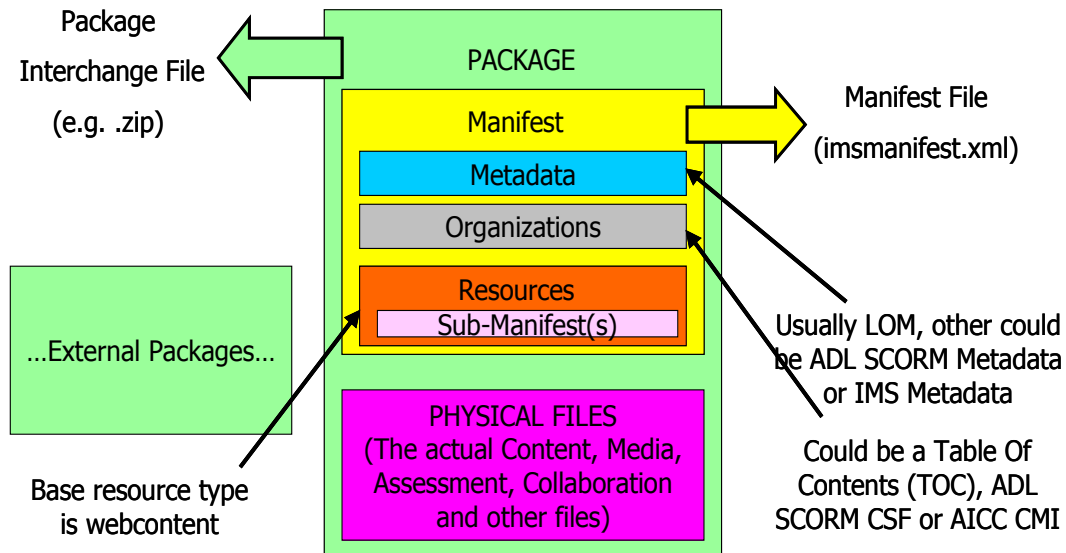 Package
Interchange File
(e.g. .zip)
PACKAGE
Manifest
Metadata
Organizations
Resources
Sub-Manifest(s)
Manifest File
(imsmanifest.xml)
...External Packages...
PHYSICAL FILES
(The actual Content, Media,
Assessment, Collaboration
and other files)
Usually LOM, other could
be ADL SCORM Metadata
or IMS Metadata
Base resource type
is webcontent
Could be a Table Of
Contents (TOC), ADL
SCORM CSF or AICC CMI